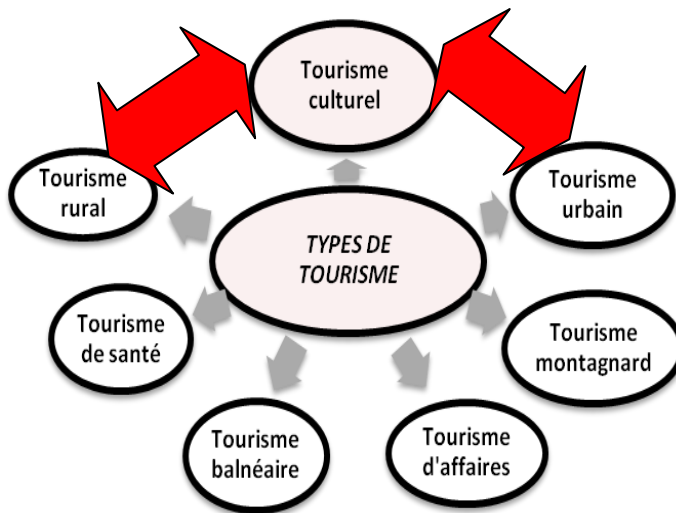 Tourisme
culturel
Tourisme
rural
Tourisme
urbain
TYPES DE
TOURISME
Tourisme
de santé
Tourisme
montagnard
Tourisme
balnéaire
Tourisme
d'affaires